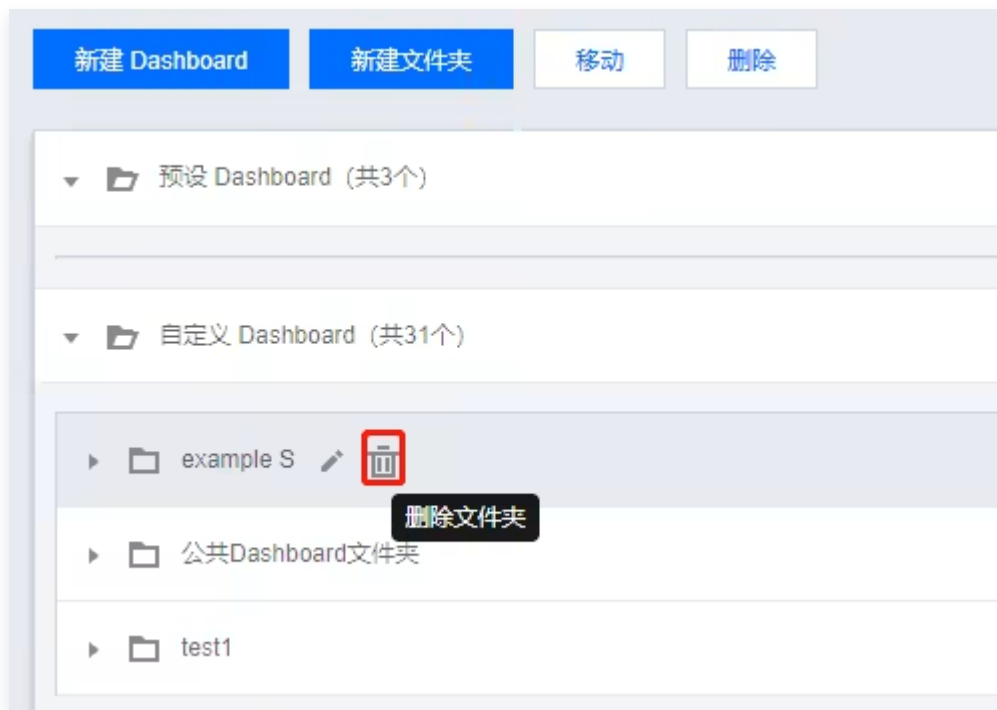 新建 Dashboard 新建文件夹 移动 删除
预设 Dashboard（共3个）
自定义 Dashboard（共31个）
example S
删除文件夹
公共Dashboard文件夹
test1